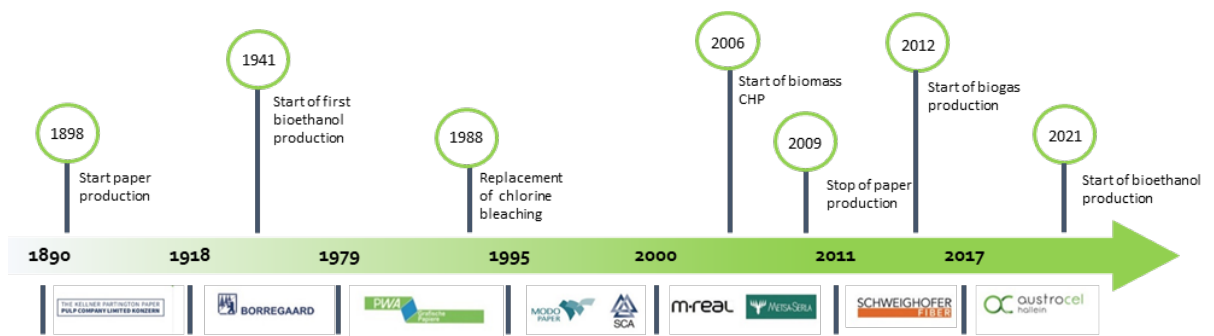 1898
Start paper
production
1941
Start of first
bioethanol
production
1988
Replacement
of chlorine
bleaching
2006
Start of biomass
CHP
2009
Stop of paper
production
2012
Start of biogas
production
2021
Start of bioethanol
production
1890 1918 1979 1995 2000 2011 2017
THE KELLNER PARTINGTON PAPER
PULP COMPANY LIMITED KONZERN
BORREGAARD
PWA
Grafische
Papiere
MODO
PAPER
SCA
m·real
METSÄ-SERLA
SCHWEIGHOFER
FIBER
austrocel
hallein